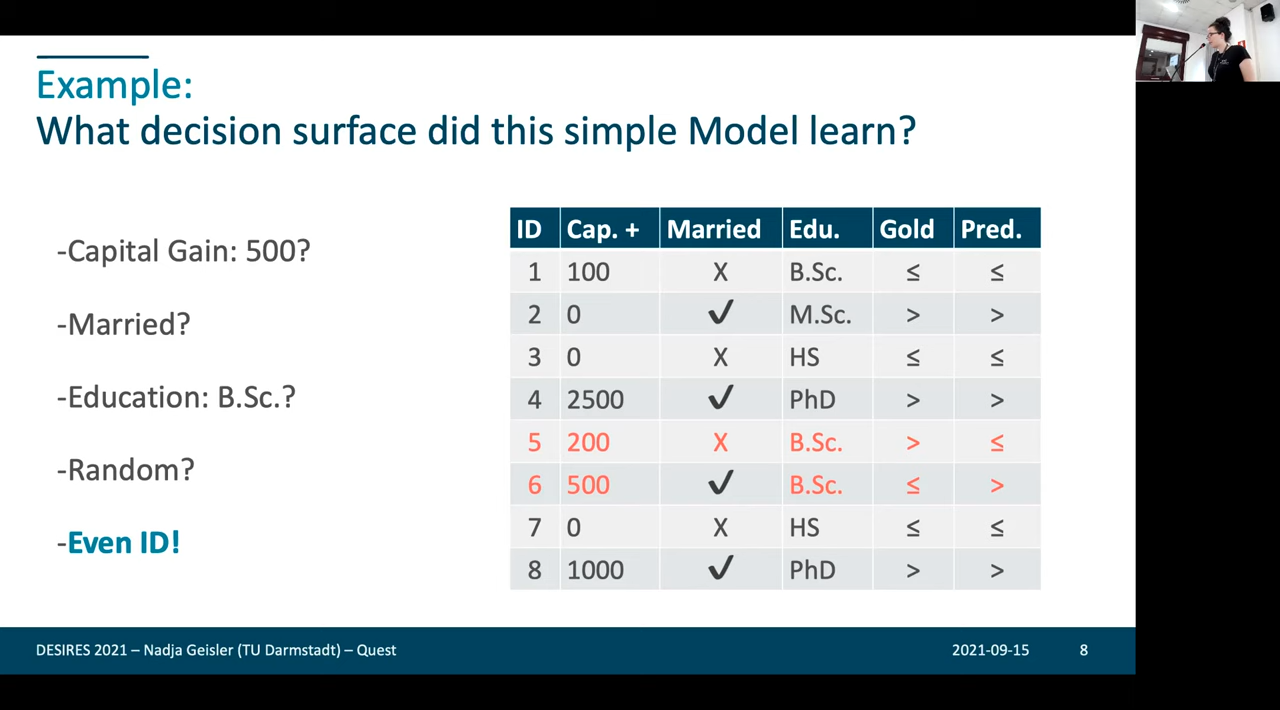 Example:
What decision surface did this simple Model learn?
-Capital Gain: 500?
-Married?
-Education: B.Sc.?
-Random?
-Even ID!
ID Cap. + Married Edu. Gold Pred.
1 100 X B.Sc. ≤ ≤
2 0 ✔ M.Sc. > >
3 0 X HS ≤ ≤
4 2500 ✔ PhD > >
5 200 X B.Sc. > ≤
6 500 ✔ B.Sc. ≤ >
7 0 X HS ≤ ≤
8 1000 ✔ PhD > >
DESIRES 2021 – Nadja Geisler (TU Darmstadt) – Quest 2021-09-15 8